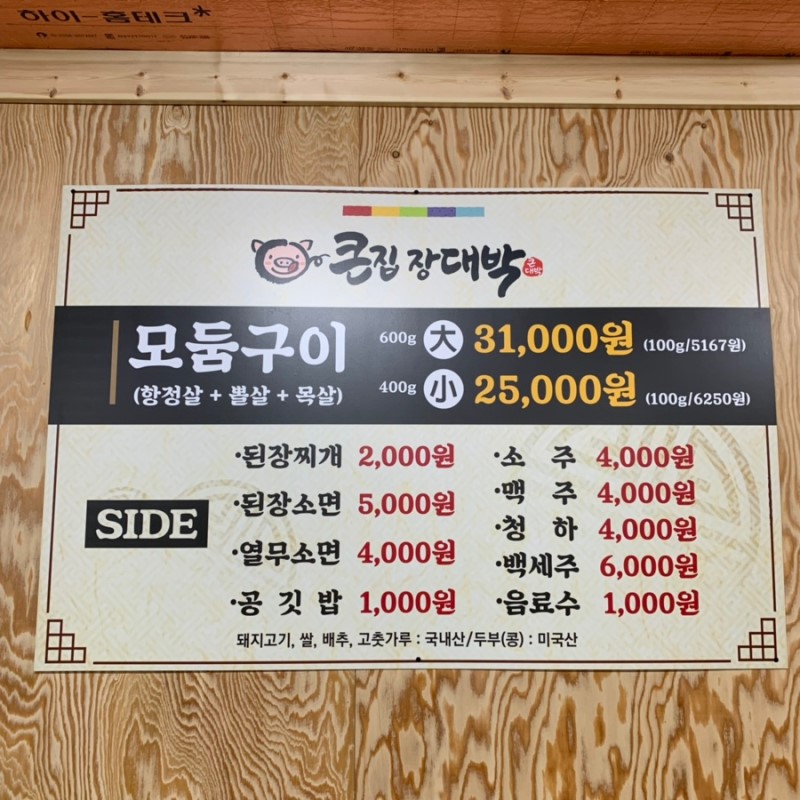 하이-홈테크
큰집 장대박 큰대박
모둠구이
(항정살 + 뽈살 + 목살)
600g 大 31,000원 (100g/5167원)
400g 小 25,000원 (100g/6250원)
SIDE
·된장찌개 2,000원
·된장소면 5,000원
·열무소면 4,000원
·공깃밥 1,000원
·소주 4,000원
·맥주 4,000원
·청하 4,000원
·백세주 6,000원
·음료수 1,000원
돼지고기, 쌀, 배추, 고춧가루 : 국내산/두부(콩) : 미국산